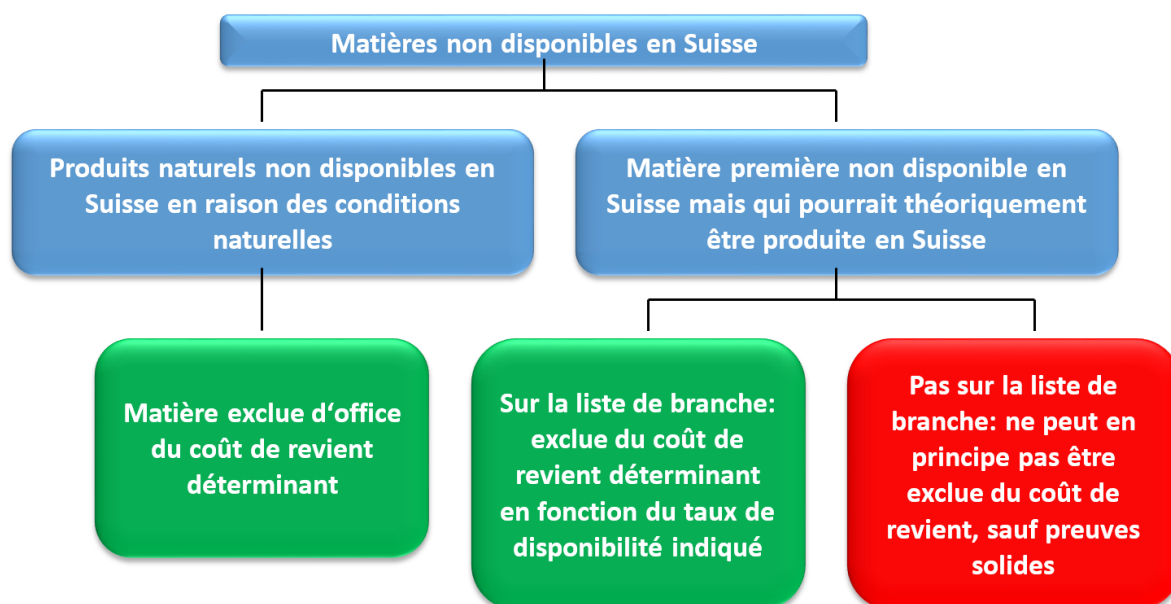 Matières non disponibles en Suisse
Produits naturels non disponibles en
Suisse en raison des conditions
naturelles
Matière première non disponible en
Suisse mais qui pourrait théoriquement
être produite en Suisse
Matière exclue d‘office
du coût de revient
déterminant
Sur la liste de branche:
exclue du coût de
revient déterminant
en fonction du taux de
disponibilité indiqué
Pas sur la liste de
branche: ne peut en
principe pas être
exclue du coût de
revient, sauf preuves
solides